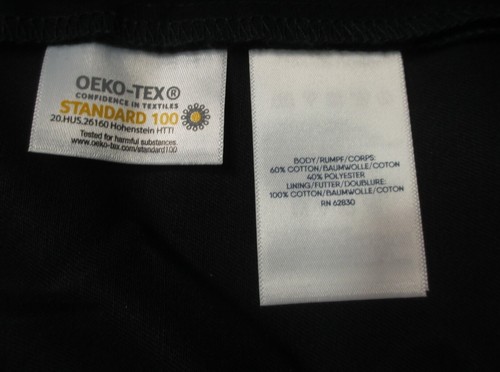 OEKO-TEX®
CONFIDENCE IN TEXTILES
STANDARD 100
20.HUS.26160 Hohenstein HTTI
Tested for harmful substances.
www.oeko-tex.com/standard100
BODY/RUMPF/CORPS:
60% COTTON/BAUMWOLLE/COTON
40% POLYESTER
LINING/FUTTER/DOUBLURE:
100% COTTON/BAUMWOLLE/COTON
RN 62830